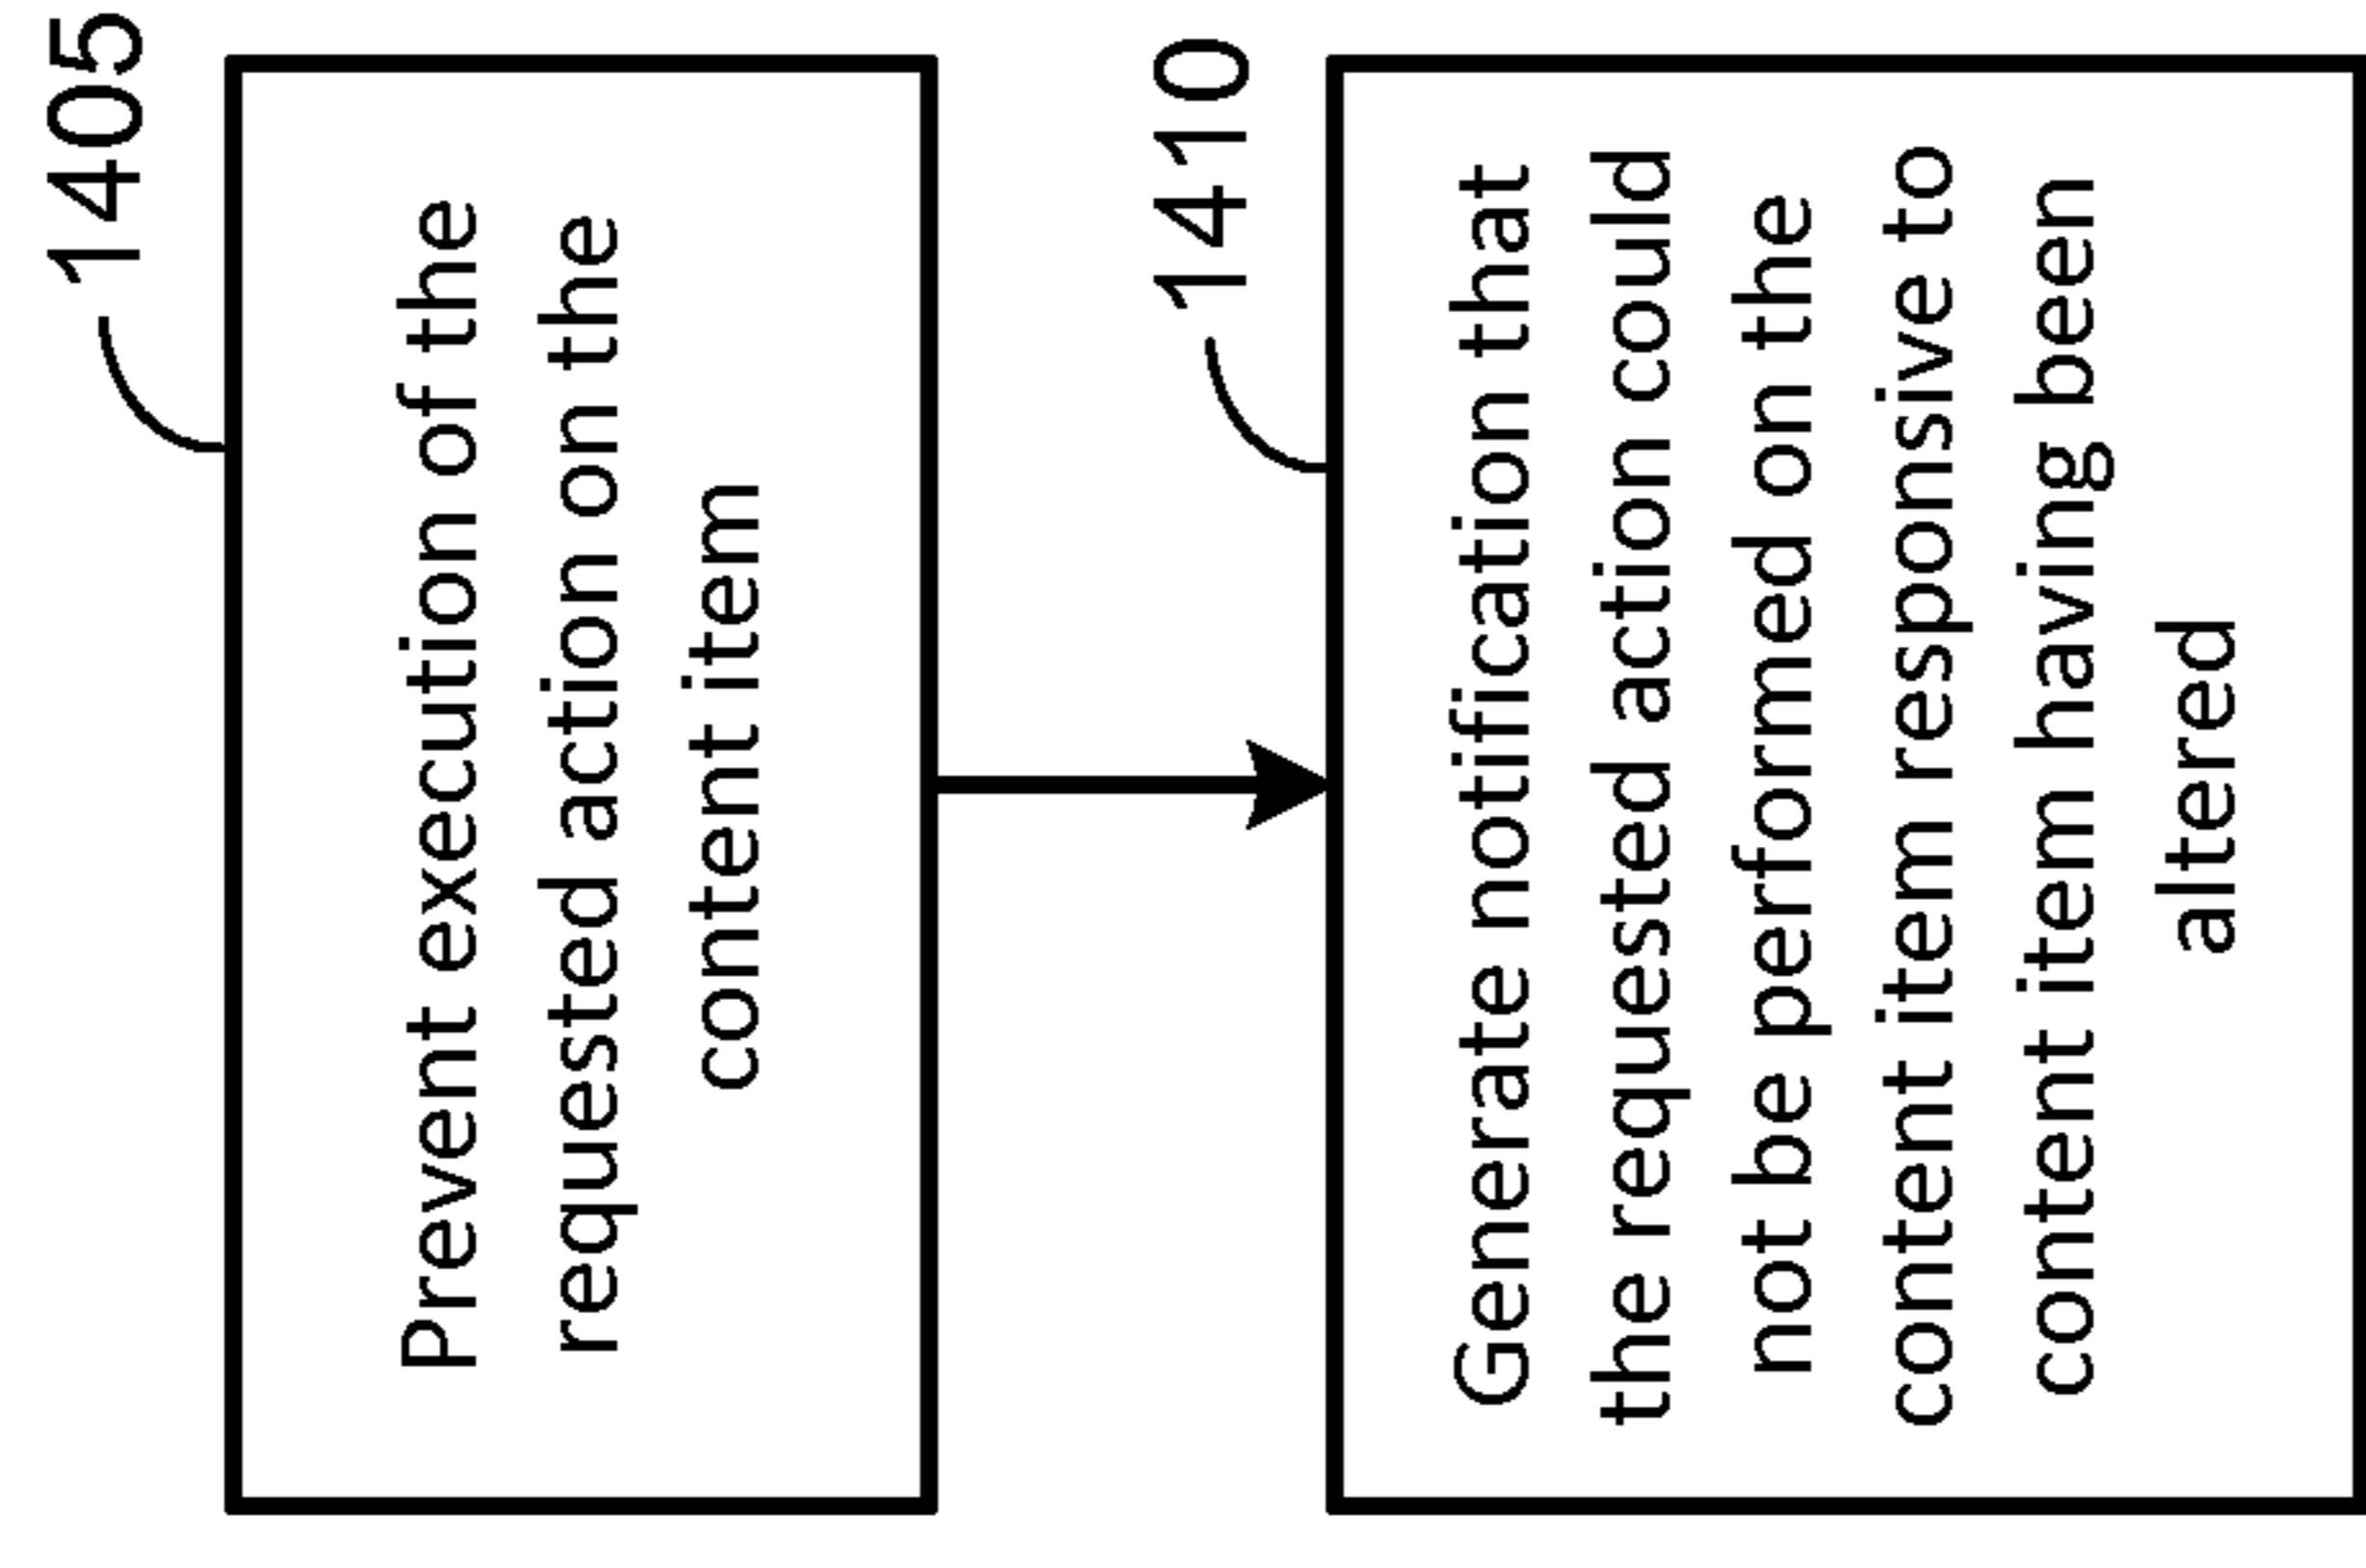 1405
Prevent execution of the
requested action on the
content item
1410
Generate notification that
the requested action could
not be performed on the
content item responsive to
content item having been
altered